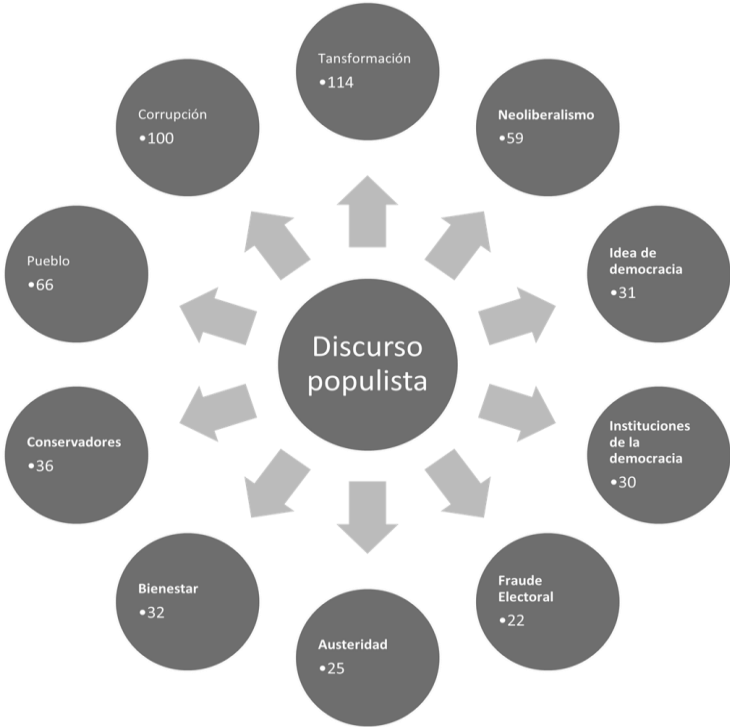 Tansformación
•114
Neoliberalismo
•59
Idea de
democracia
•31
Instituciones
de la
democracia
•30
Fraude
Electoral
•22
Austeridad
•25
Bienestar
•32
Conservadores
•36
Pueblo
•66
Corrupción
•100
Discurso
populista